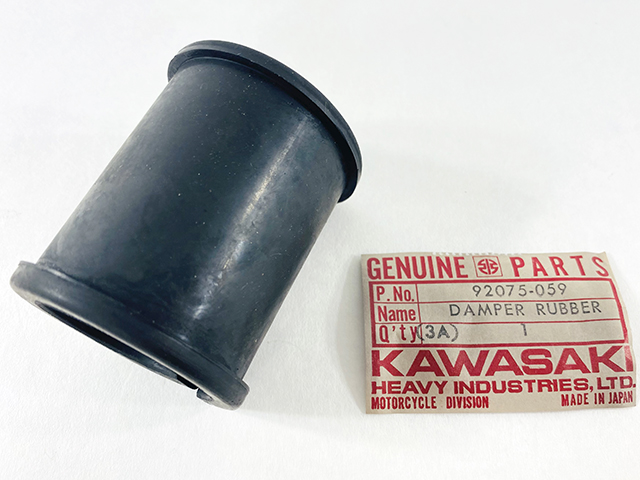 GENUINE PARTS
P.No. 92075-059
Name DAMPER RUBBER
Q'ty (3A) 1
KAWASAKI
HEAVY INDUSTRIES, LTD.
MOTORCYCLE DIVISION MADE IN JAPAN